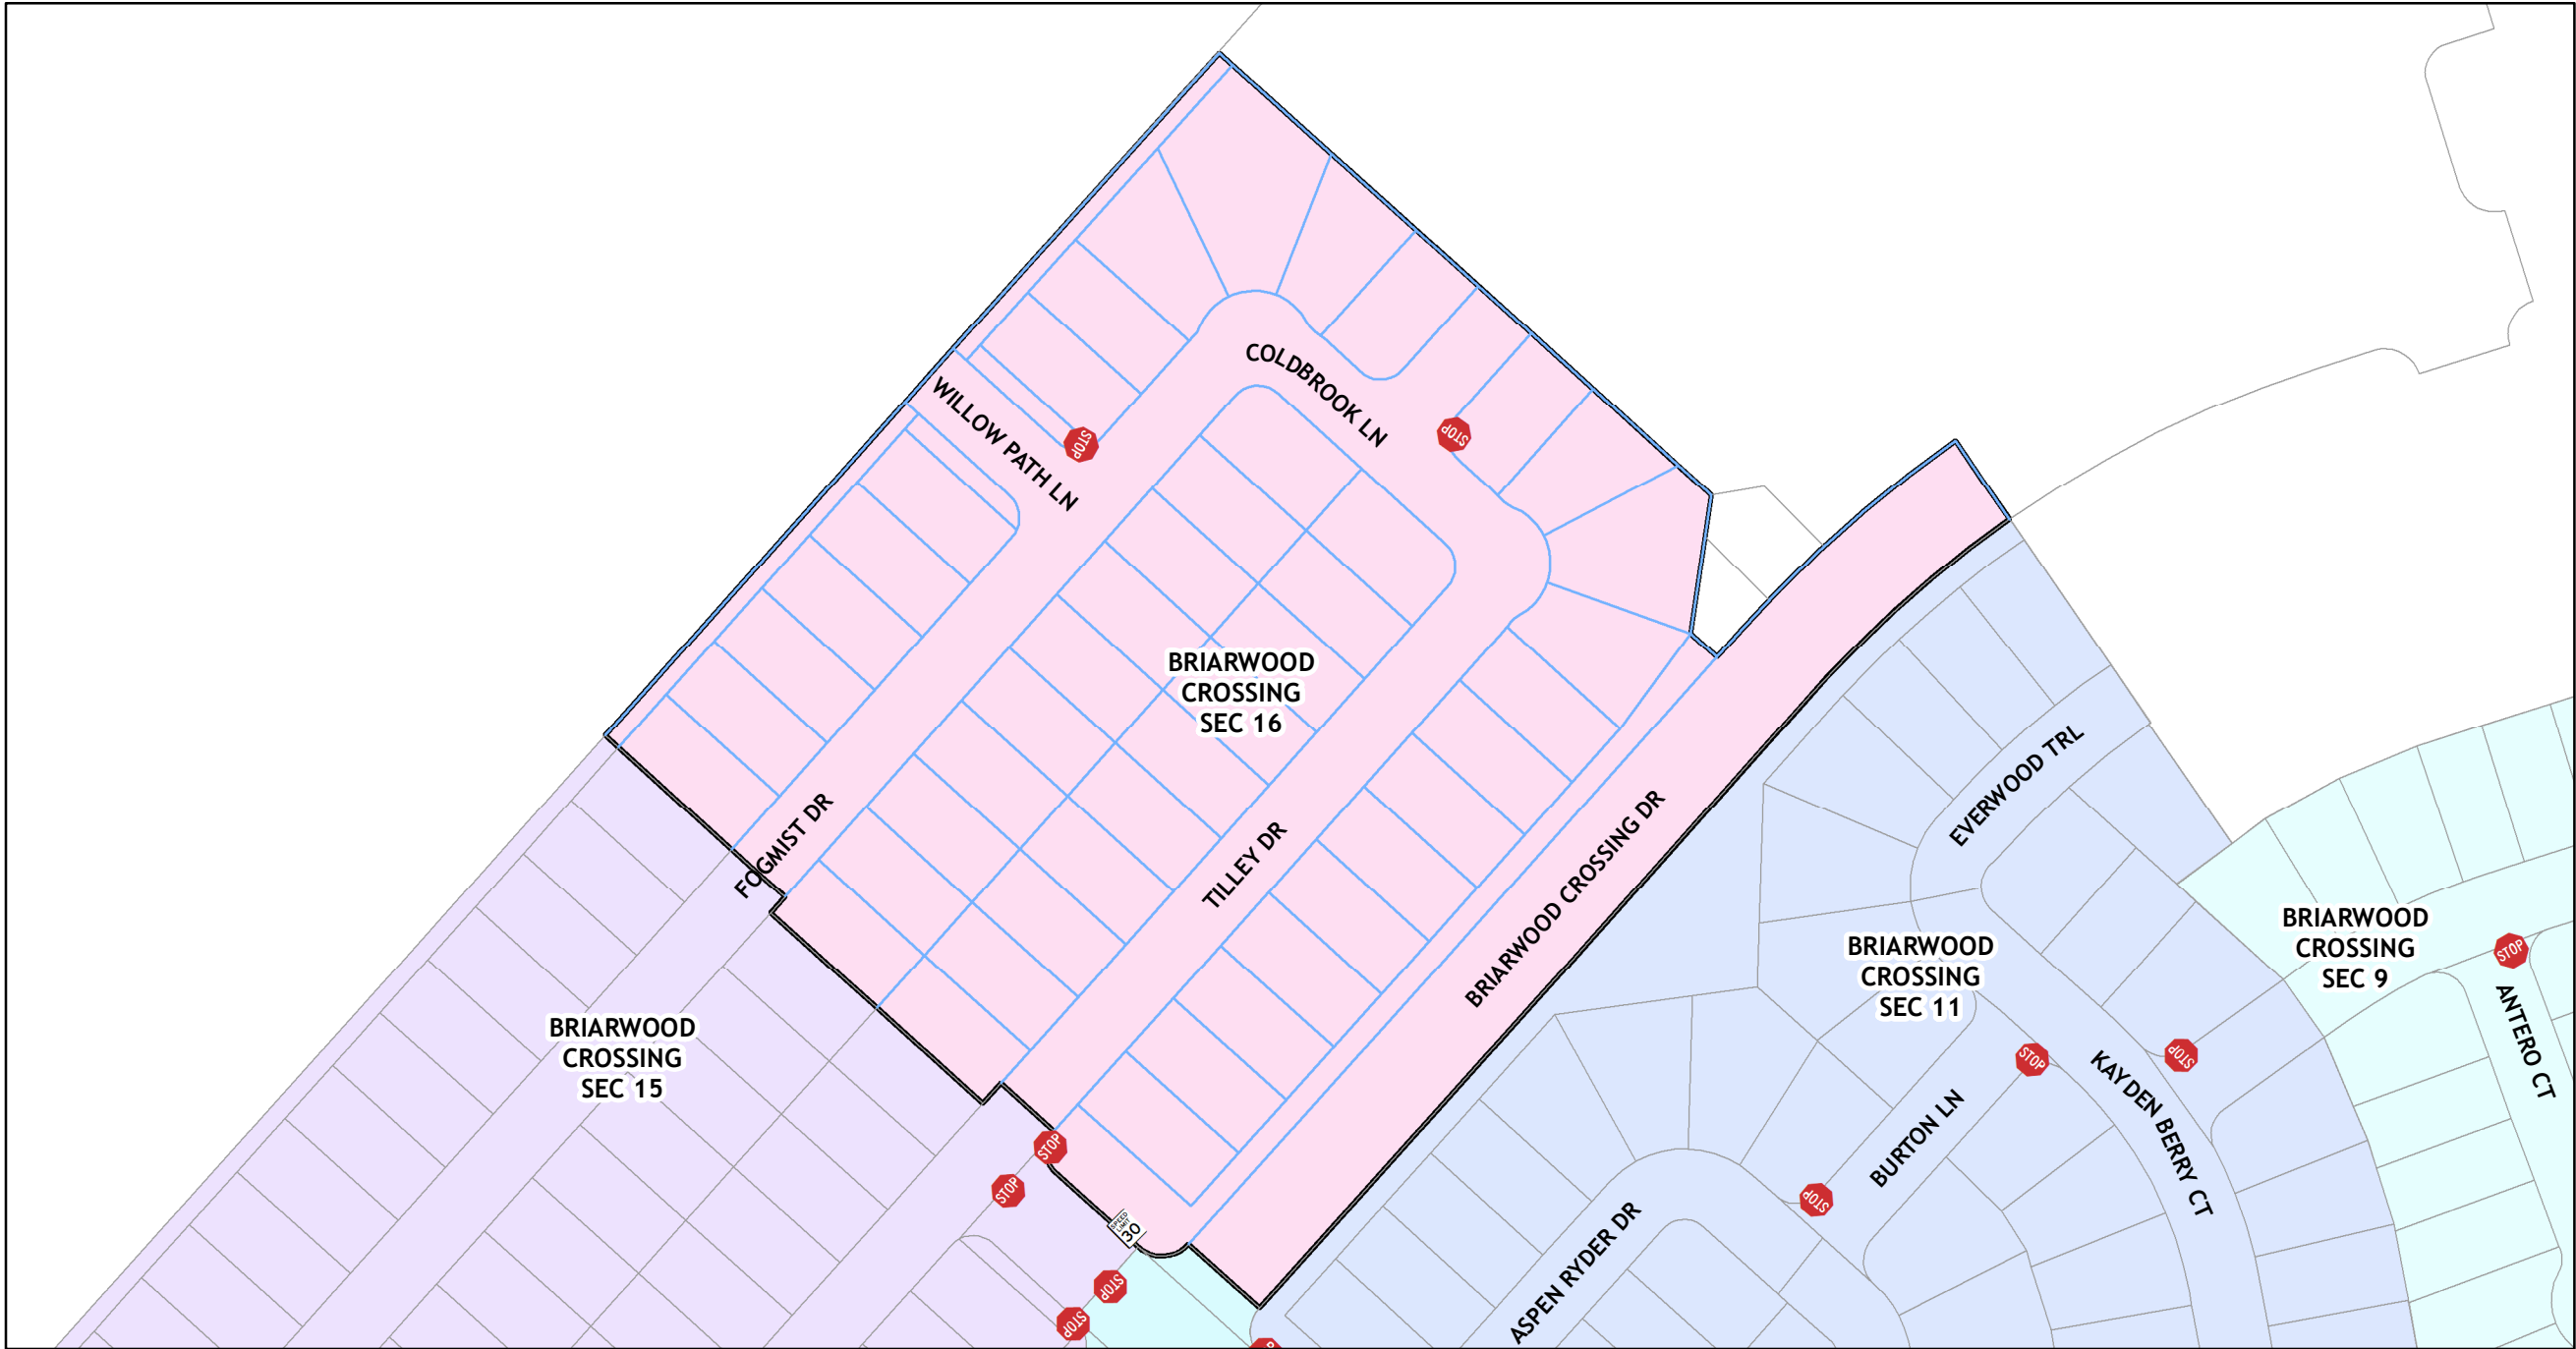 COLDBROOK LN
WILLOW PATH LN
STOP
STOP
BRIARWOOD
CROSSING
SEC 16
FOGMIST DR
TILLEY DR
BRIARWOOD CROSSING DR
EVERWOOD TRL
BRIARWOOD
CROSSING
SEC 9
STOP
BRIARWOOD
CROSSING
SEC 11
ANTERO CT
BRIARWOOD
CROSSING
SEC 15
STOP
STOP
KAYDEN BERRY CT
BURTON LN
STOP
STOP
STOP
SPEED
LIMIT
30
ASPEN RYDER DR
STOP
STOP